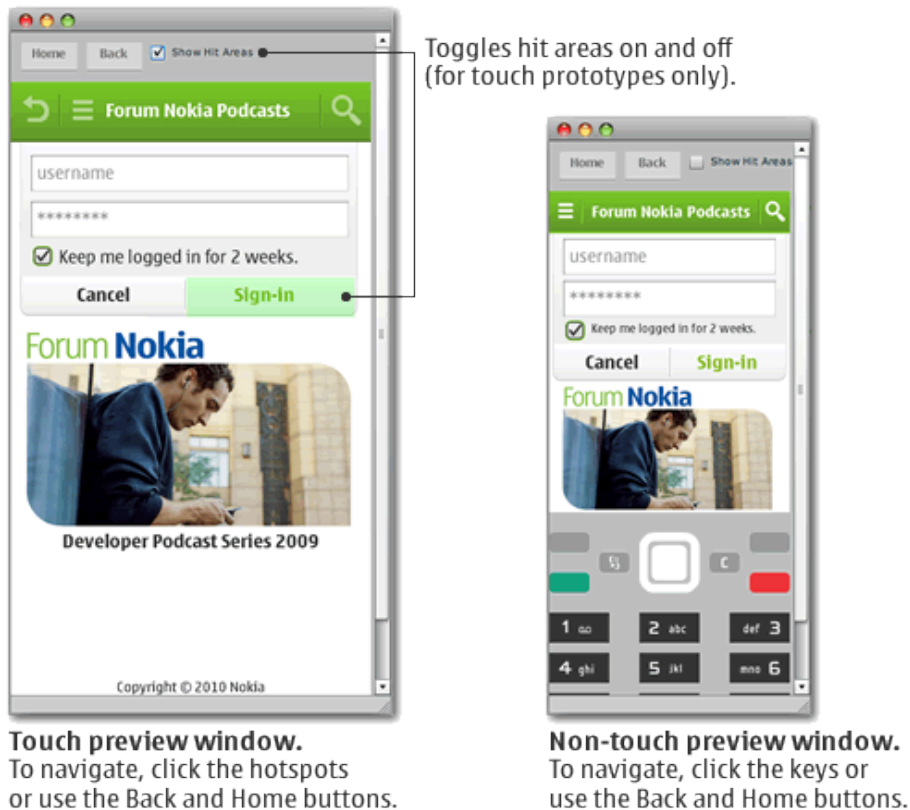 Home
Back
Show Hit Areas
Toggles hit areas on and off
(for touch prototypes only).
Forum Nokia Podcasts
username
********
Keep me logged in for 2 weeks.
Cancel
Sign-in
Forum Nokia
Developer Podcast Series 2009
Copyright © 2010 Nokia
Touch preview window.
To navigate, click the hotspots
or use the Back and Home buttons.
Home
Back
Show Hit Areas
Forum Nokia Podcasts
username
********
Keep me logged in for 2 weeks.
Cancel
Sign-in
Forum Nokia
C
1
2 abc
def 3
4 ghi
5 jkl
mno 6
Non-touch preview window.
To navigate, click the keys or
use the Back and Home buttons.